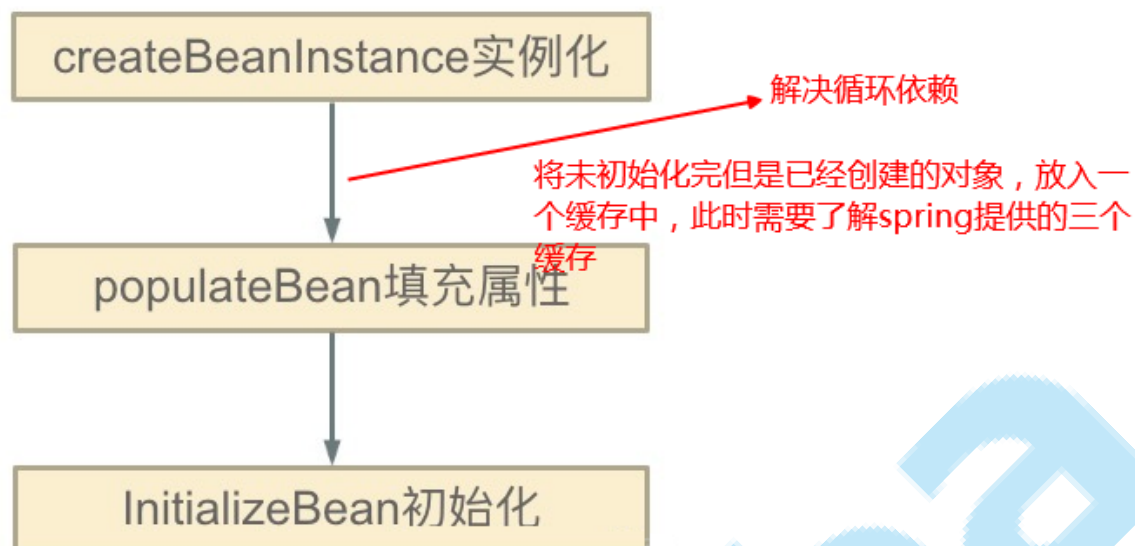 createBeanInstance实例化
解决循环依赖
将未初始化完但是已经创建的对象，放入一
个缓存中，此时需要了解spring提供的三个
缓存
populateBean填充属性
InitializeBean初始化